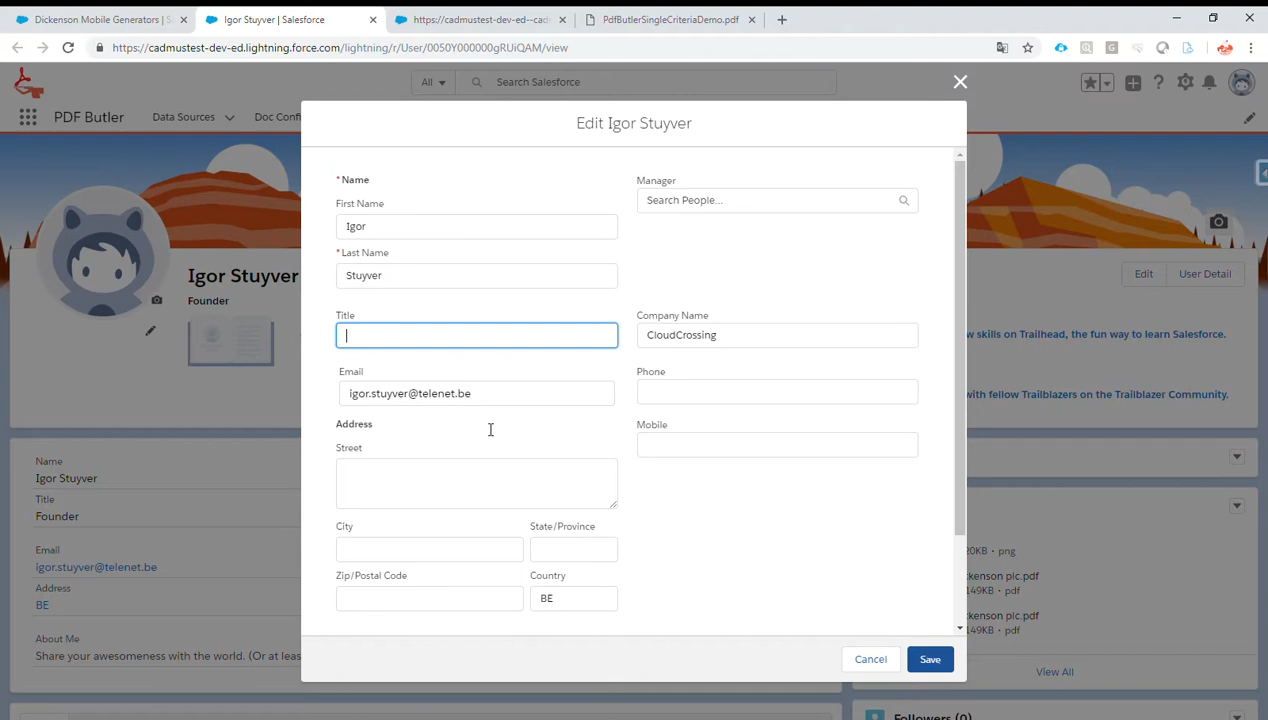 Dickenson Mobile Generators | S
Igor Stuyver | Salesforce
https://cadmustest-dev-ed--cadm
PdfButlerSingleCriteriaDemo.pdf
https://cadmustest-dev-ed.lightning.force.com/lightning/r/User/0050Y000000gRUiQAM/view
All
Search Salesforce
PDF Butler
Data Sources
Doc Confi
Edit Igor Stuyver
* Name
Manager
First Name
Search People...
Igor
* Last Name
Stuyver
Title
Company Name
CloudCrossing
Email
Phone
igor.stuyver@telenet.be
Address
Mobile
Street
City
State/Province
Zip/Postal Code
Country
BE
Cancel
Save
Igor Stuyver
Founder
Edit
User Detail
w skills on Trailhead, the fun way to learn Salesforce.
with fellow Trailblazers on the Trailblazer Community.
Name
Igor Stuyver
Title
Founder
Email
igor.stuyver@telenet.be
Address
BE
About Me
Share your awesomeness with the world. (Or at leas
20KB • png
ckenson pic.pdf
149KB • pdf
ckenson pic.pdf
149KB • pdf
View All
Followers (0)